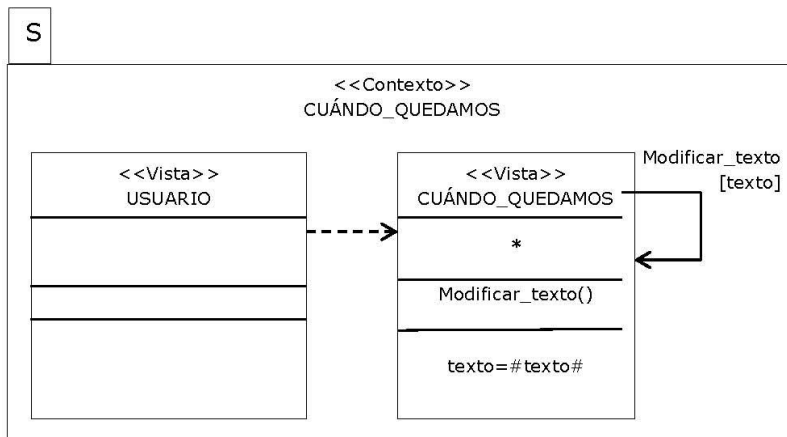 S
<<Contexto>>
CUÁNDO_QUEDAMOS
<<Vista>>
USUARIO
<<Vista>>
CUÁNDO_QUEDAMOS
*
Modificar_texto()
texto=#texto#
Modificar_texto
[texto]